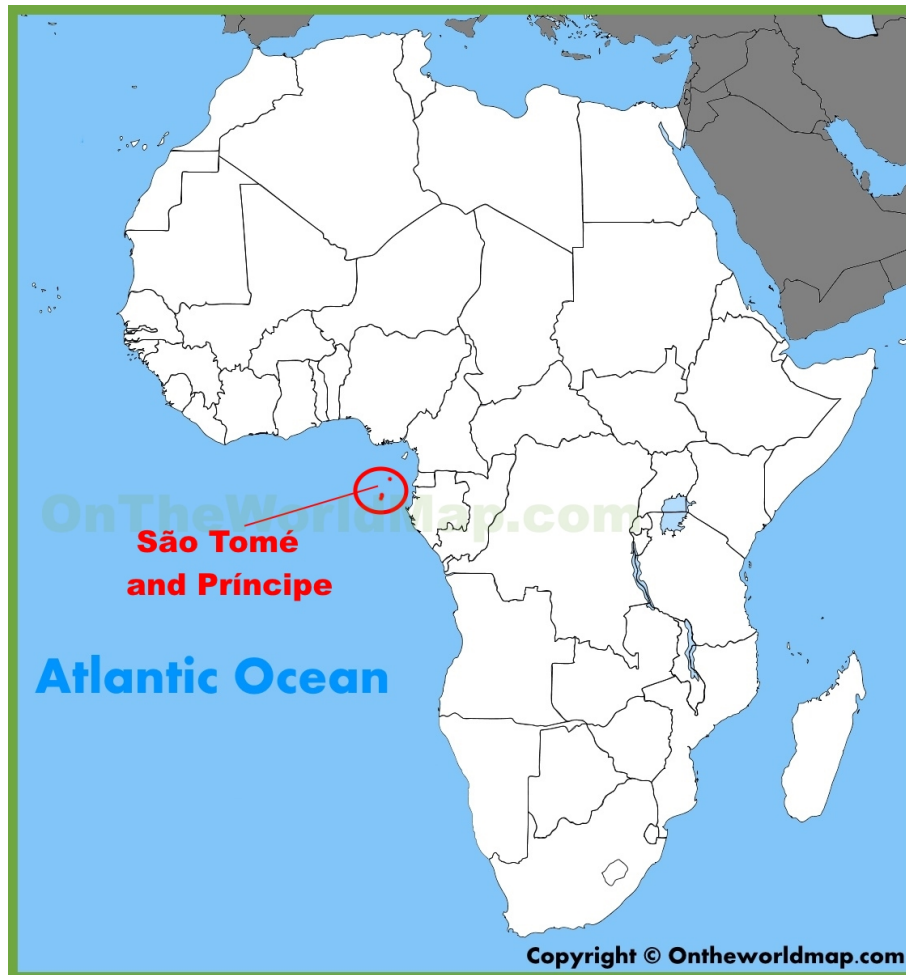 OnTheWorldMap.com
São Tomé
and Príncipe
Atlantic Ocean
Copyright © Ontheworldmap.com